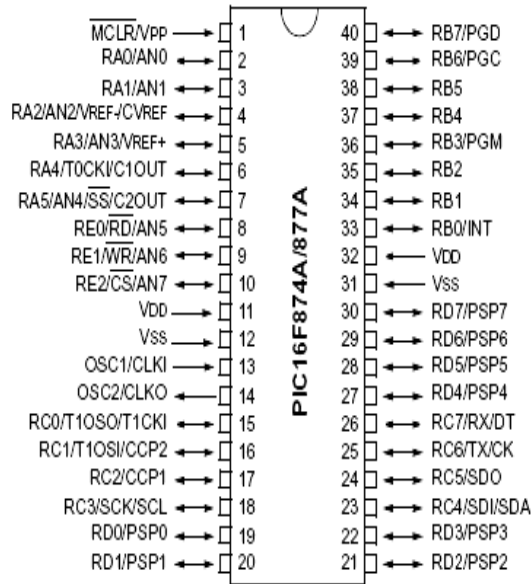 MCLR/VPP 1 40 RB7/PGD
RA0/AN0 2 39 RB6/PGC
RA1/AN1 3 38 RB5
RA2/AN2/VREF-/CVREF 4 37 RB4
RA3/AN3/VREF+ 5 36 RB3/PGM
RA4/T0CKI/C1OUT 6 35 RB2
RA5/AN4/SS/C2OUT 7 34 RB1
RE0/RD/AN5 8 33 RB0/INT
RE1/WR/AN6 9 32 VDD
RE2/CS/AN7 10 31 VSS
VDD 11 30 RD7/PSP7
VSS 12 29 RD6/PSP6
OSC1/CLKI 13 28 RD5/PSP5
OSC2/CLKO 14 27 RD4/PSP4
RC0/T1OSO/T1CKI 15 26 RC7/RX/DT
RC1/T1OSI/CCP2 16 25 RC6/TX/CK
RC2/CCP1 17 24 RC5/SDO
RC3/SCK/SCL 18 23 RC4/SDI/SDA
RD0/PSP0 19 22 RD3/PSP3
RD1/PSP1 20 21 RD2/PSP2
PIC16F874A/877A